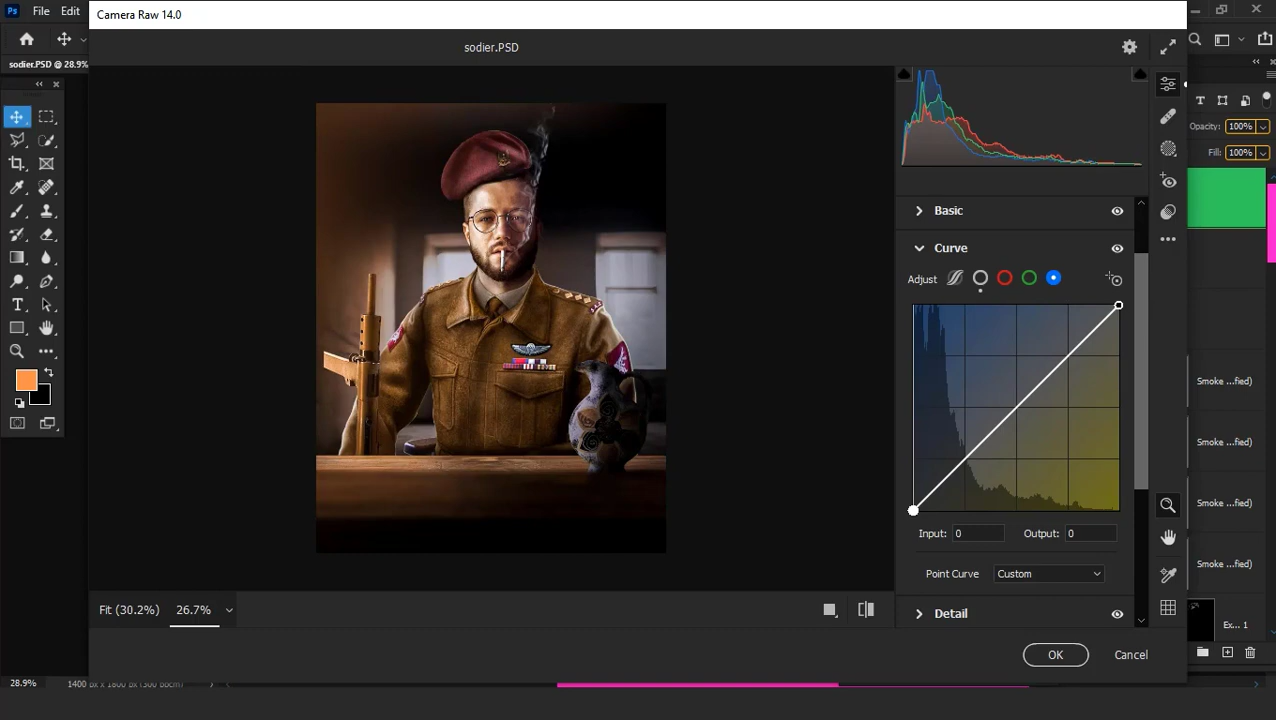 Ps File Edit
Camera Raw 14.0
sodier.PSD
sodier.PSD @ 28.9%
Opacity: 100%
Fill: 100%
Basic
Curve
Adjust
Input: 0 Output: 0
Point Curve Custom
Detail
Smoke ...fied)
Smoke ...fied)
Smoke ...fied)
Smoke ...fied)
Ex... 1
Fit (30.2%) 26.7%
OK Cancel
28.9% 1400 px x 1800 px (300 ppcm)